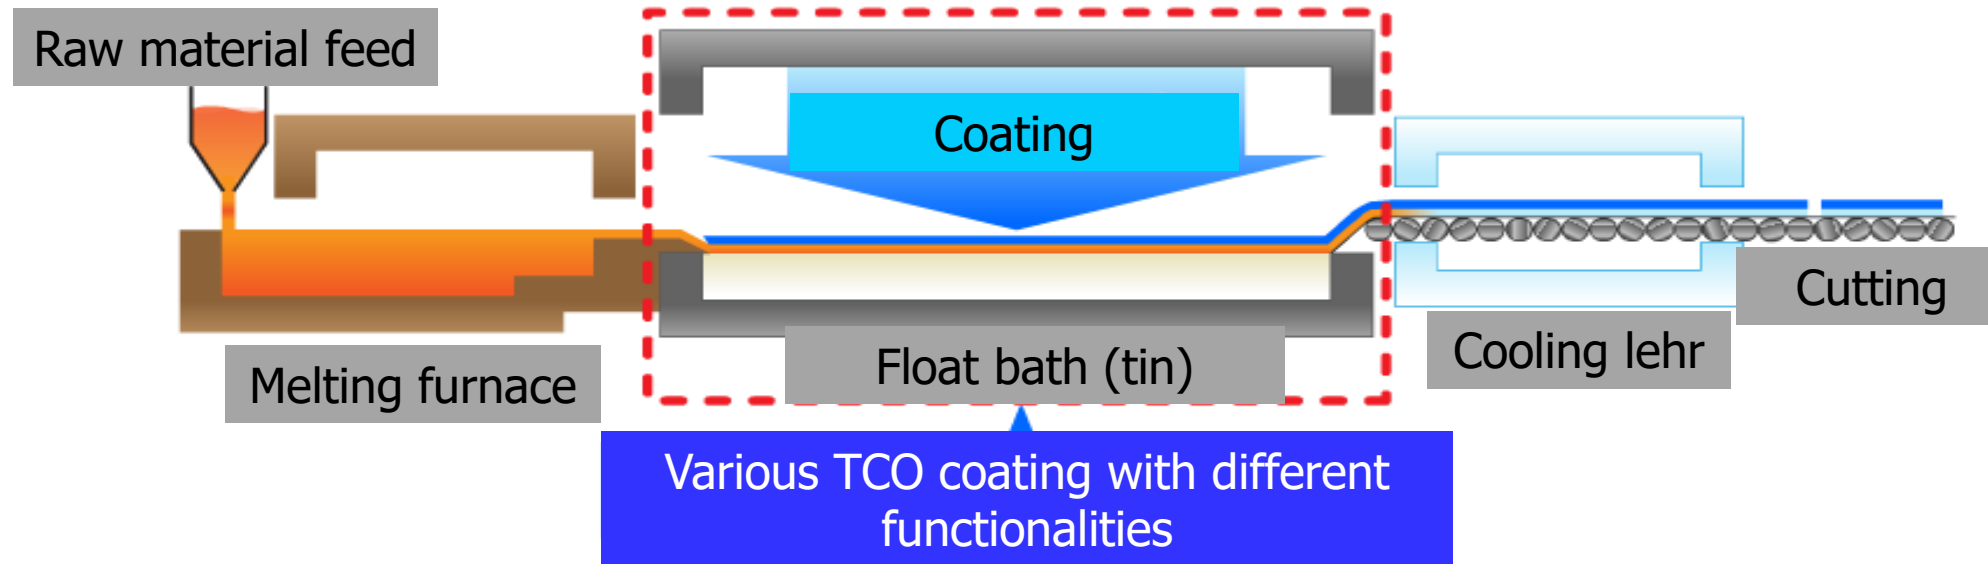 Raw material feed
Coating
Cutting
Cooling lehr
Float bath (tin)
Melting furnace
Various TCO coating with different
functionalities